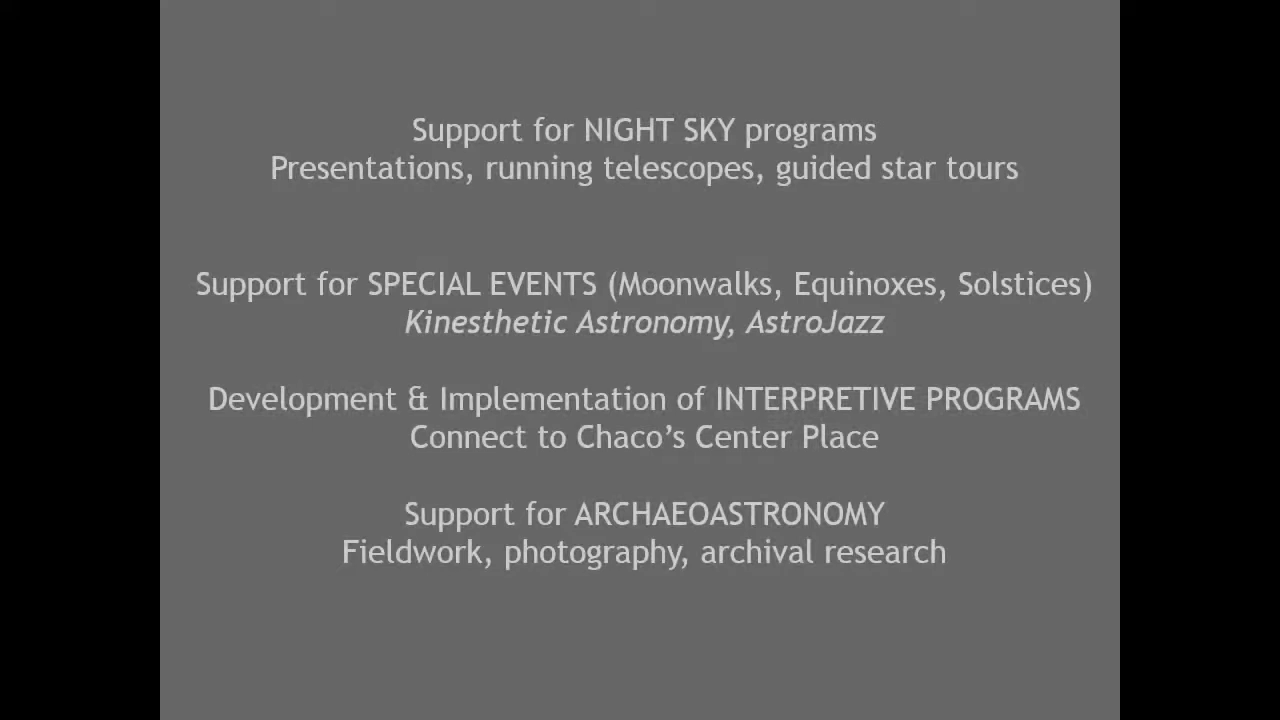 Support for NIGHT SKY programs
Presentations, running telescopes, guided star tours
Support for SPECIAL EVENTS (Moonwalks, Equinoxes, Solstices)
Kinesthetic Astronomy, AstroJazz
Development & Implementation of INTERPRETIVE PROGRAMS
Connect to Chaco’s Center Place
Support for ARCHAEOASTRONOMY
Fieldwork, photography, archival research